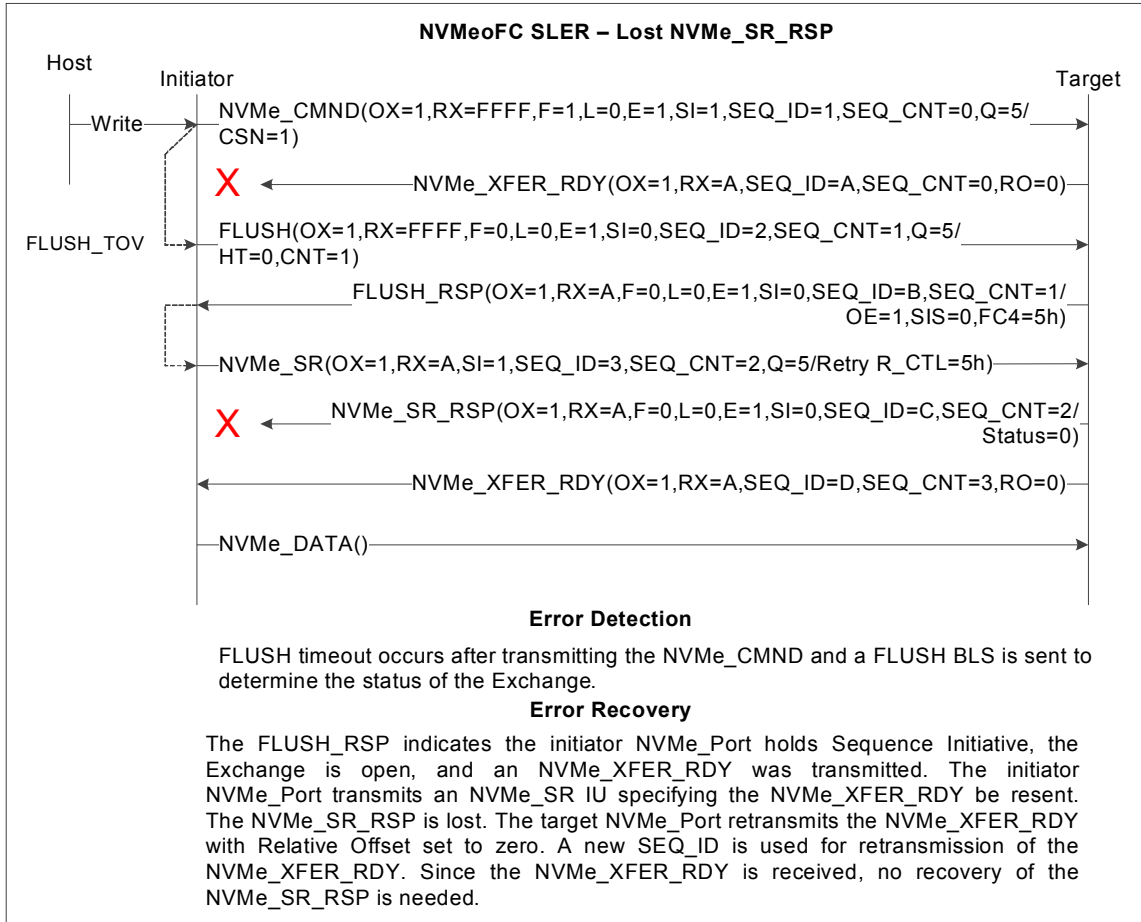 NVMeoFC SLER – Lost NVMe_SR_RSP
Host
Initiator
Target
Write
NVMe_CMND(OX=1,RX=FFFF,F=1,L=0,E=1,SI=1,SEQ_ID=1,SEQ_CNT=0,Q=5/
CSN=1)
X
NVMe_XFER_RDY(OX=1,RX=A,SEQ_ID=A,SEQ_CNT=0,RO=0)
FLUSH_TOV
FLUSH(OX=1,RX=FFFF,F=0,L=0,E=1,SI=0,SEQ_ID=2,SEQ_CNT=1,Q=5/
HT=0,CNT=1)
FLUSH_RSP(OX=1,RX=A,F=0,L=0,E=1,SI=0,SEQ_ID=B,SEQ_CNT=1/
OE=1,SIS=0,FC4=5h)
NVMe_SR(OX=1,RX=A,SI=1,SEQ_ID=3,SEQ_CNT=2,Q=5/Retry R_CTL=5h)
X
NVMe_SR_RSP(OX=1,RX=A,F=0,L=0,E=1,SI=0,SEQ_ID=C,SEQ_CNT=2/
Status=0)
NVMe_XFER_RDY(OX=1,RX=A,SEQ_ID=D,SEQ_CNT=3,RO=0)
NVMe_DATA()
Error Detection
FLUSH timeout occurs after transmitting the NVMe_CMND and a FLUSH BLS is sent to
determine the status of the Exchange.
Error Recovery
The FLUSH_RSP indicates the initiator NVMe_Port holds Sequence Initiative, the
Exchange is open, and an NVMe_XFER_RDY was transmitted. The initiator
NVMe_Port transmits an NVMe_SR IU specifying the NVMe_XFER_RDY be resent.
The NVMe_SR_RSP is lost. The target NVMe_Port retransmits the NVMe_XFER_RDY
with Relative Offset set to zero. A new SEQ_ID is used for retransmission of the
NVMe_XFER_RDY. Since the NVMe_XFER_RDY is received, no recovery of the
NVMe_SR_RSP is needed.